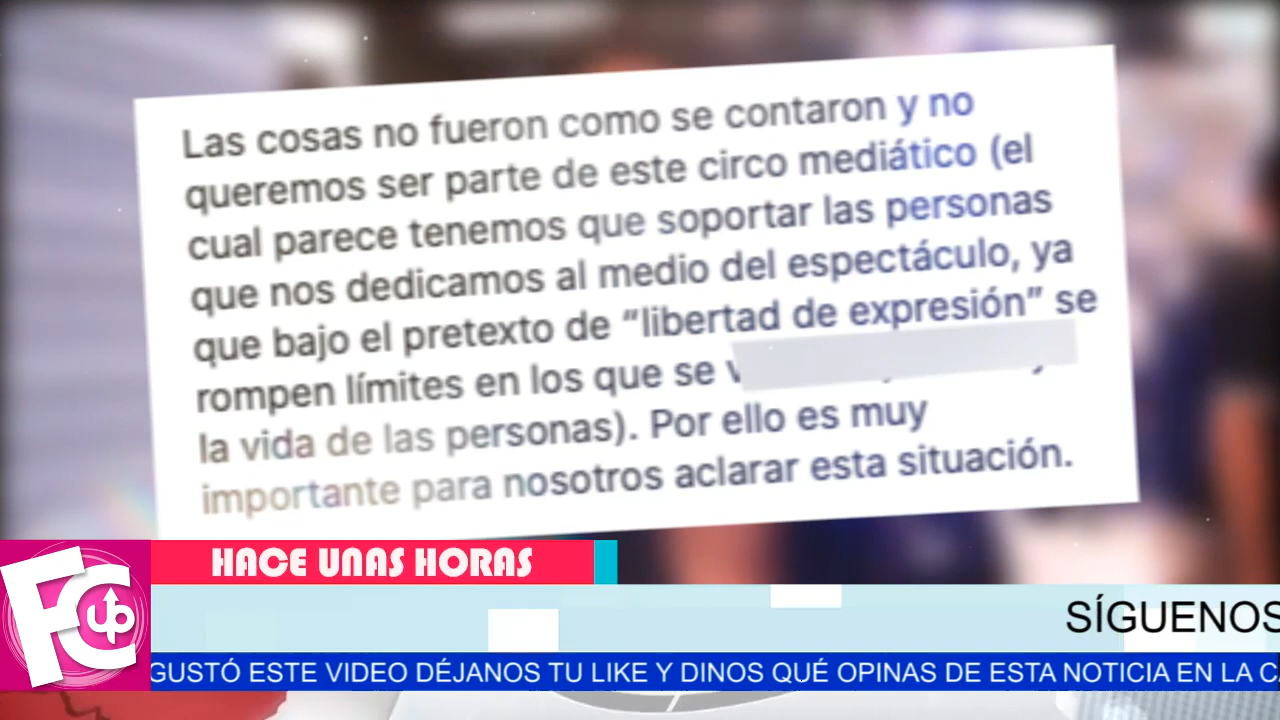 Las cosas no fueron como se contaron y no
queremos ser parte de este circo mediático (el
cual parece tenemos que soportar las personas
que nos dedicamos al medio del espectáculo, ya
que bajo el pretexto de “libertad de expresión” se
rompen límites en los que se
la vida de las personas). Por ello es muy
importante para nosotros aclarar esta situación.
HACE UNAS HORAS
FC up
SÍGUENOS
GUSTÓ ESTE VIDEO DÉJANOS TU LIKE Y DINOS QUÉ OPINAS DE ESTA NOTICIA EN LA